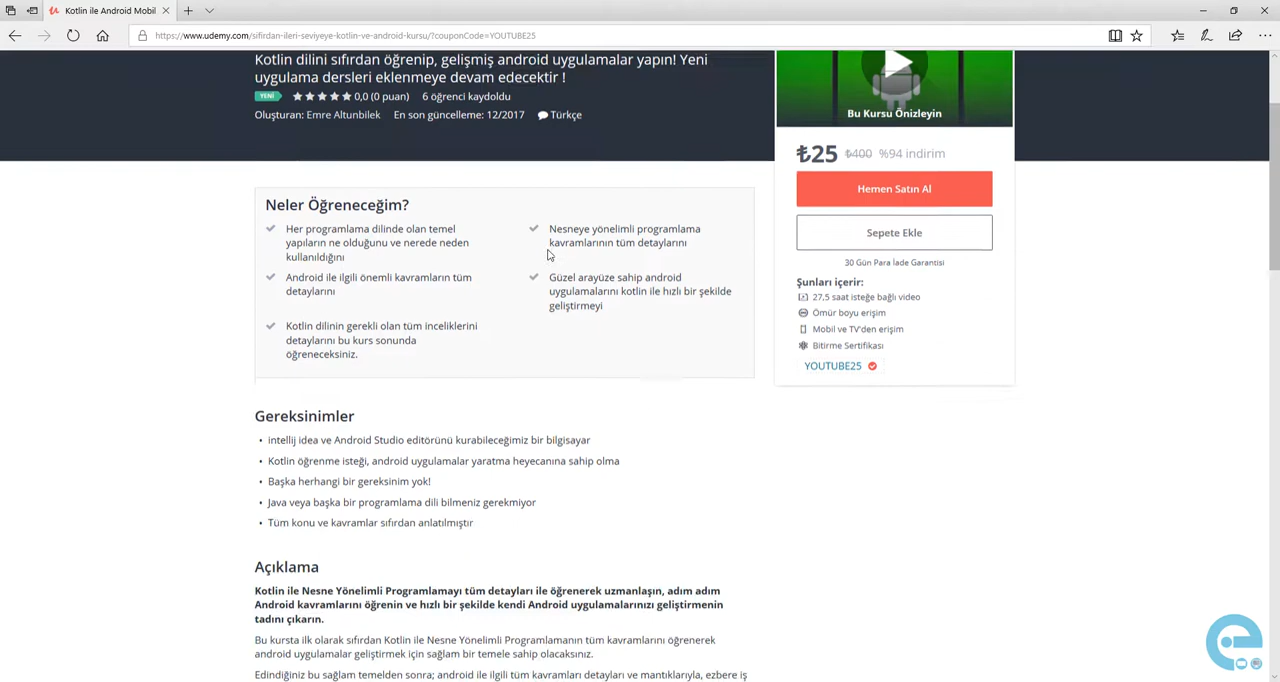 Kotlin ile Android Mobil
https://www.udemy.com/sifirdan-ileri-seviyeye-kotlin-ve-android-kursu/?couponCode=YOUTUBE25
Kotlin dilini sıfırdan öğrenip, gelişmiş android uygulamalar yapın! Yeni
uygulama dersleri eklenmeye devam edecektir !
YENİ 0,0 (0 puan) 6 öğrenci kaydoldu
Oluşturan: Emre Altunbilek En son güncelleme: 12/2017 Türkçe
Bu Kursu Önizleyin
₺25 ₺400 %94 indirim
Hemen Satın Al
Sepete Ekle
30 Gün Para İade Garantisi
Şunları içerir:
27,5 saat isteğe bağlı video
Ömür boyu erişim
Mobil ve TV'den erişim
Bitirme Sertifikası
YOUTUBE25
Neler Öğreneceğim?
Her programlama dilinde olan temel
yapıların ne olduğunu ve nerede neden
kullanıldığını
Android ile ilgili önemli kavramların tüm
detaylarını
Kotlin dilinin gerekli olan tüm inceliklerini
detaylarını bu kurs sonunda
öğreneceksiniz.
Nesneye yönelimli programlama
kavramlarının tüm detaylarını
Güzel arayüze sahip android
uygulamalarını kotlin ile hızlı bir şekilde
geliştirmeyi
Gereksinimler
• intellij idea ve Android Studio editörünü kurabileceğimiz bir bilgisayar
• Kotlin öğrenme isteği, android uygulamalar yaratma heyecanına sahip olma
• Başka herhangi bir gereksinim yok!
• Java veya başka bir programlama dili bilmeniz gerekmiyor
• Tüm konu ve kavramlar sıfırdan anlatılmıştır
Açıklama
Kotlin ile Nesne Yönelimli Programlamayı tüm detayları ile öğrenerek uzmanlaşın, adım adım
Android kavramlarını öğrenin ve hızlı bir şekilde kendi Android uygulamalarınızı geliştirmenin
tadını çıkarın.
Bu kursta ilk olarak sıfırdan Kotlin ile Nesne Yönelimli Programlamanın tüm kavramlarını öğrenerek
android uygulamalar geliştirmek için sağlam bir temele sahip olacaksınız.
Edindiğiniz bu sağlam temelden sonra; android ile ilgili tüm kavramları detayları ve mantıklarıyla, ezbere iş